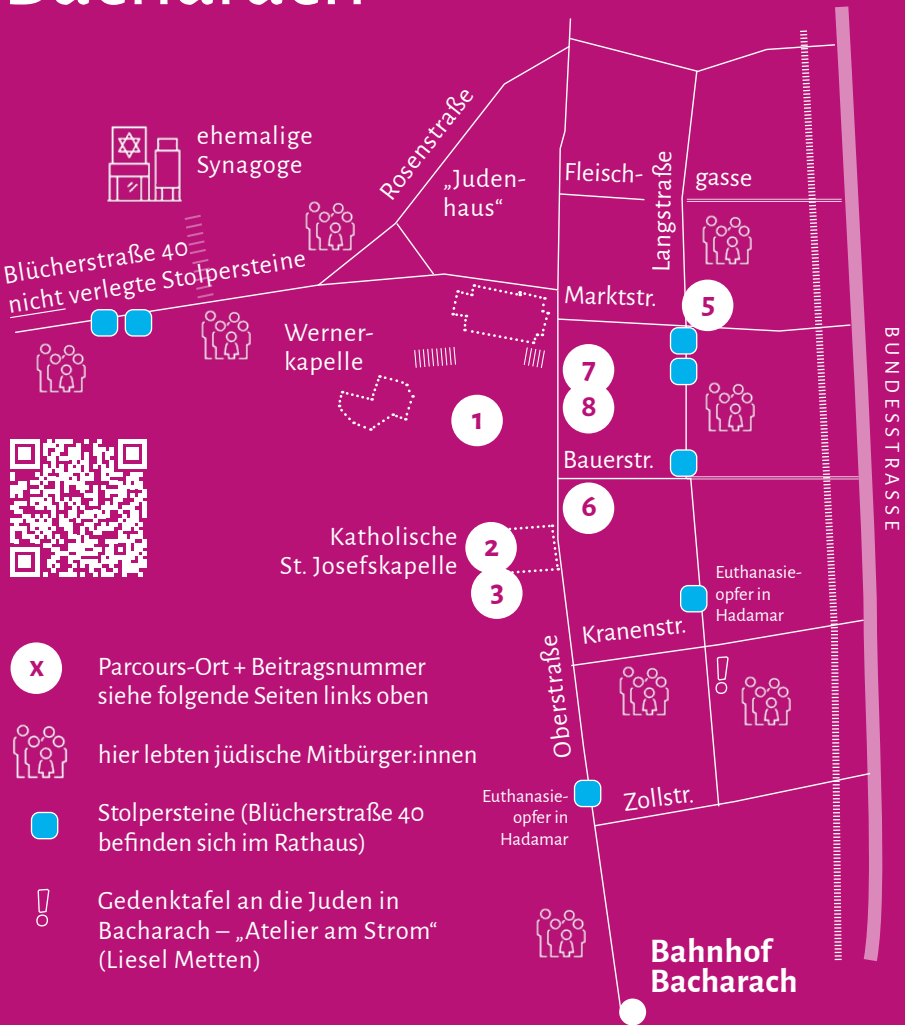 Bacharach
ehemalige
Synagoge
Rosenstraße
„Juden-
haus“
Fleisch-
gasse
Langstraße
Blücherstraße 40
nicht verlegte Stolpersteine
Marktstr.
5
Werner-
kapelle
7
8
1
Bauerstr.
6
BUNDESSTRASSE
Katholische
St. Josefskapelle
2
3
Euthanasie-
opfer in
Hadamar
Kranenstr.
Oberstraße
x
Parcours-Ort + Beitragsnummer
siehe folgende Seiten links oben
hier lebten jüdische Mitbürger:innen
Stolpersteine (Blücherstraße 40
befinden sich im Rathaus)
Euthanasie-
opfer in
Hadamar
Zollstr.
!
Gedenktafel an die Juden in
Bacharach – „Atelier am Strom“
(Liesel Metten)
Bahnhof
Bacharach